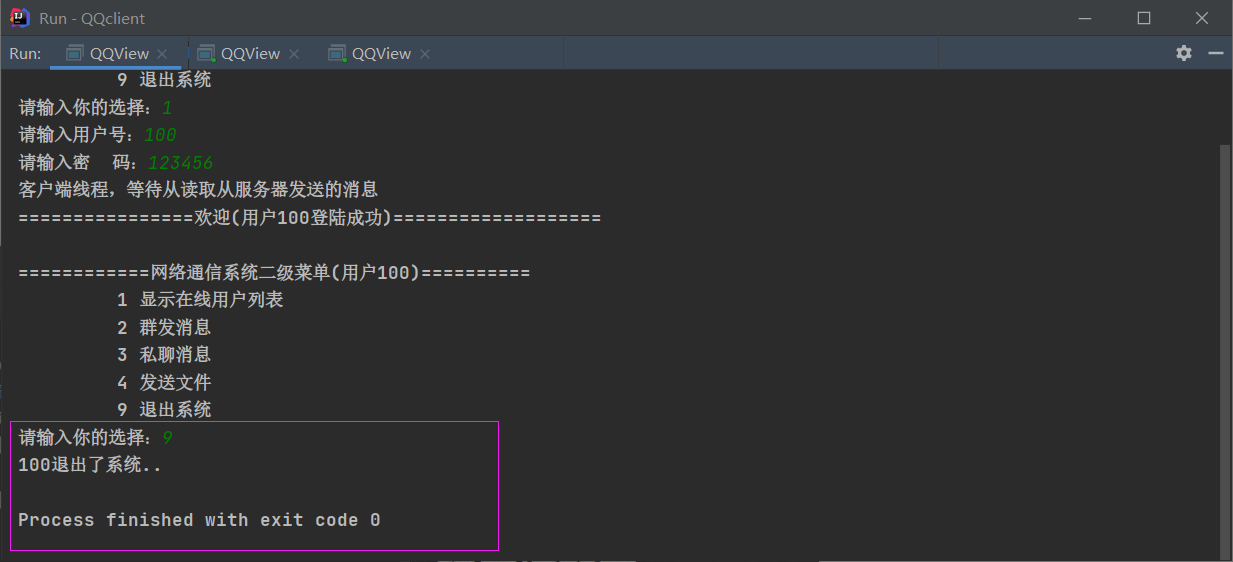 Run - QQclient
Run: QQView QQView QQView
9 退出系统
请输入你的选择：1
请输入用户号：100
请输入密  码：123456
客户端线程，等待从读取从服务器发送的消息
================欢迎(用户100登陆成功)===================
============网络通信系统二级菜单(用户100)==========
1 显示在线用户列表
2 群发消息
3 私聊消息
4 发送文件
9 退出系统
请输入你的选择：9
100退出了系统..
Process finished with exit code 0